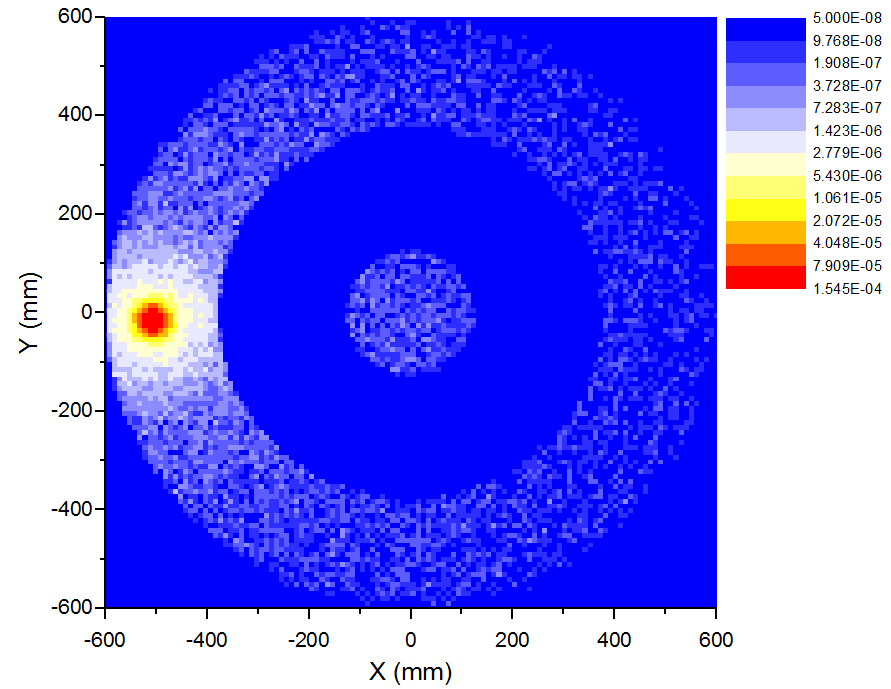 600
400
200
0
-200
-400
-600
Y (mm)
-600 -400 -200 0 200 400 600
X (mm)
5.000E-08
9.768E-08
1.908E-07
3.728E-07
7.283E-07
1.423E-06
2.779E-06
5.430E-06
1.061E-05
2.072E-05
4.048E-05
7.909E-05
1.545E-04